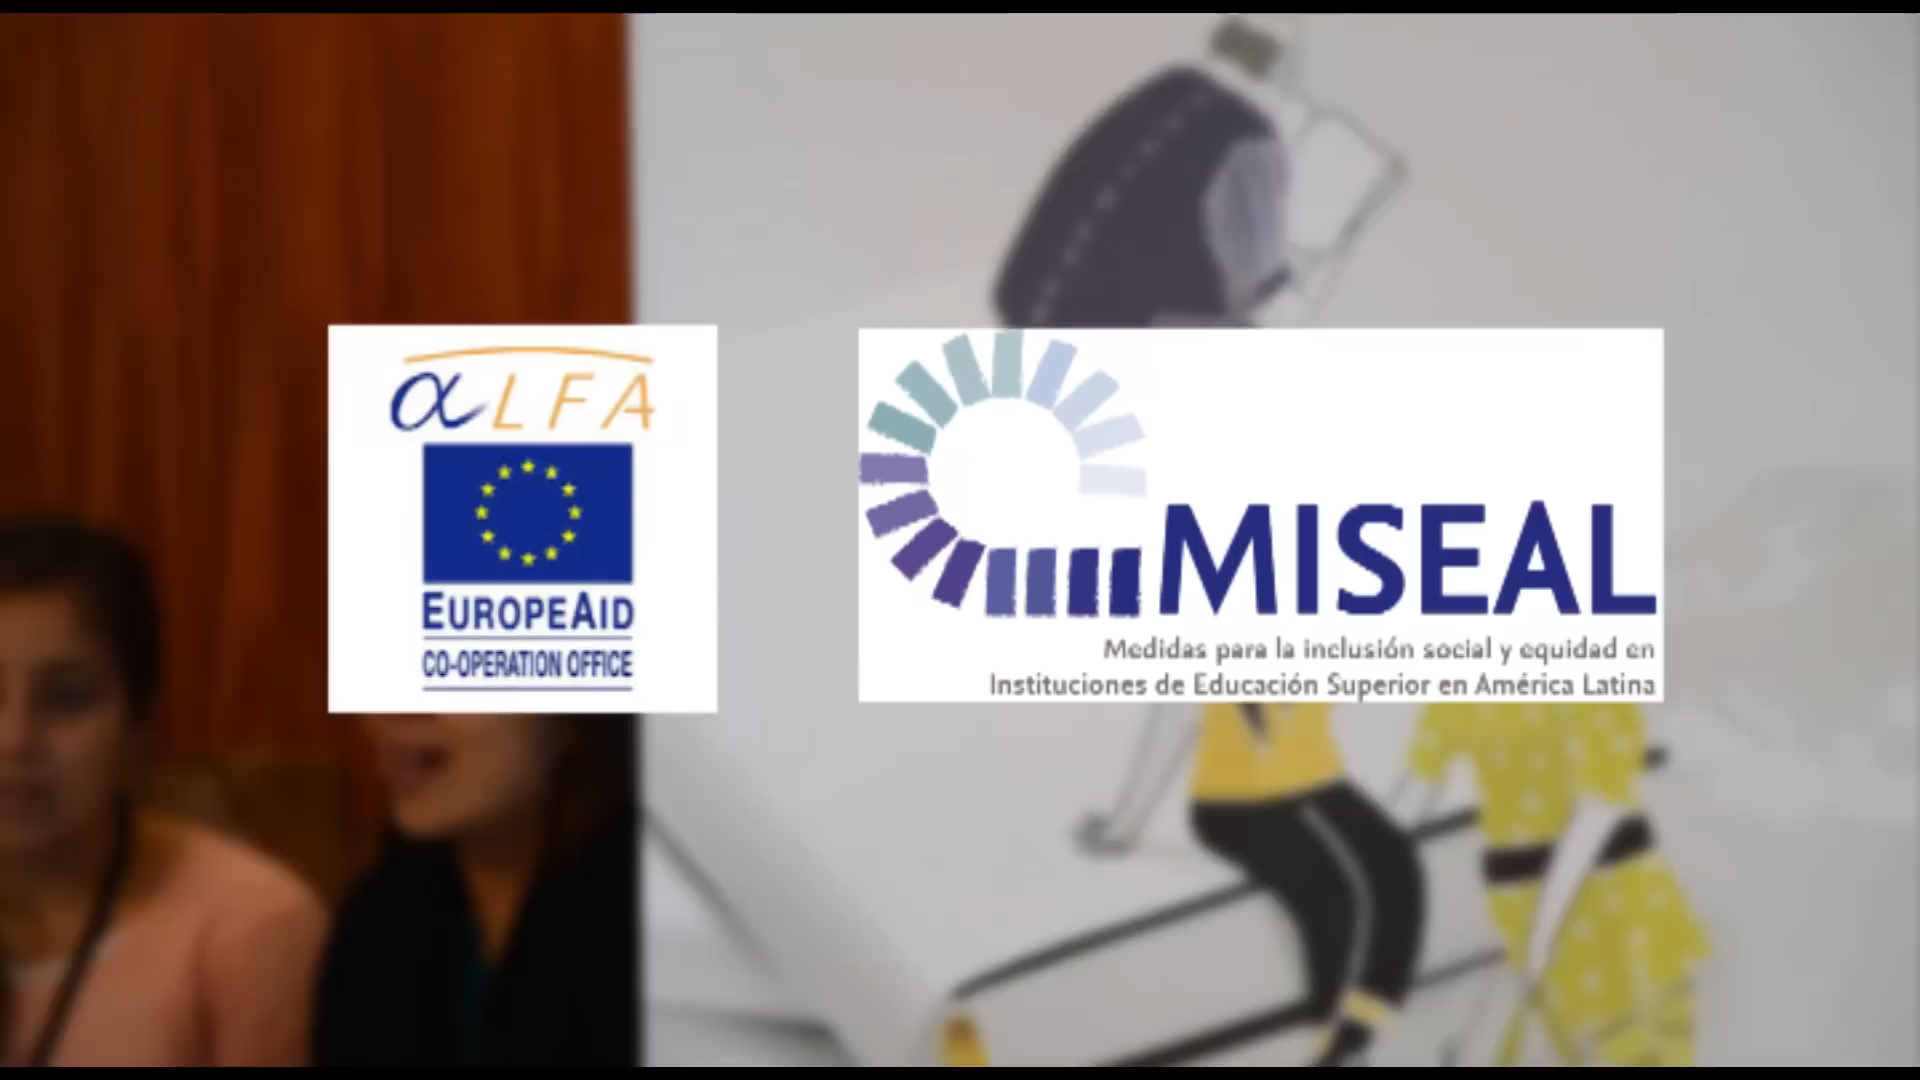 αLFA
EUROPEAID
CO-OPERATION OFFICE
MISEAL
Medidas para la inclusión social y equidad en
Instituciones de Educación Superior en América Latina